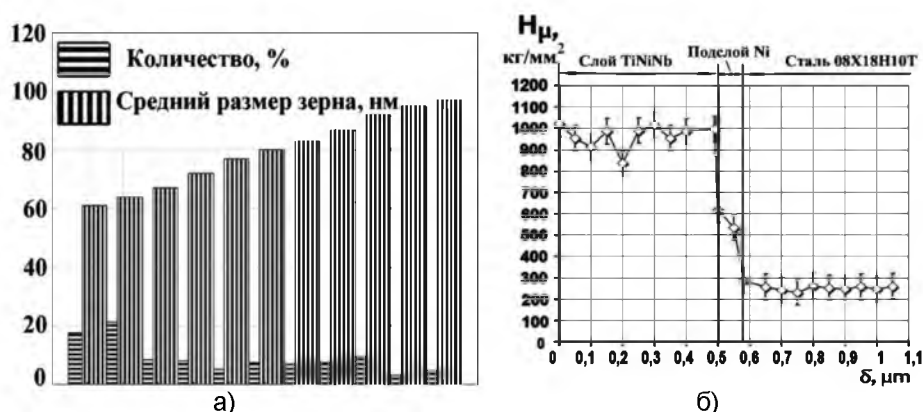 120
100
80
60
40
20
0
Количество, %
Средний размер зерна, нм
а)
Hμ,
кг/мм²
Слой TiNiNb
Подслой Ni
Сталь 08Х18Н10Т
1200
1100
1000
900
800
700
600
500
400
300
200
100
0
0 0,1 0,2 0,3 0,4 0,5 0,6 0,7 0,8 0,9 1 1,1
δ, μm
б)